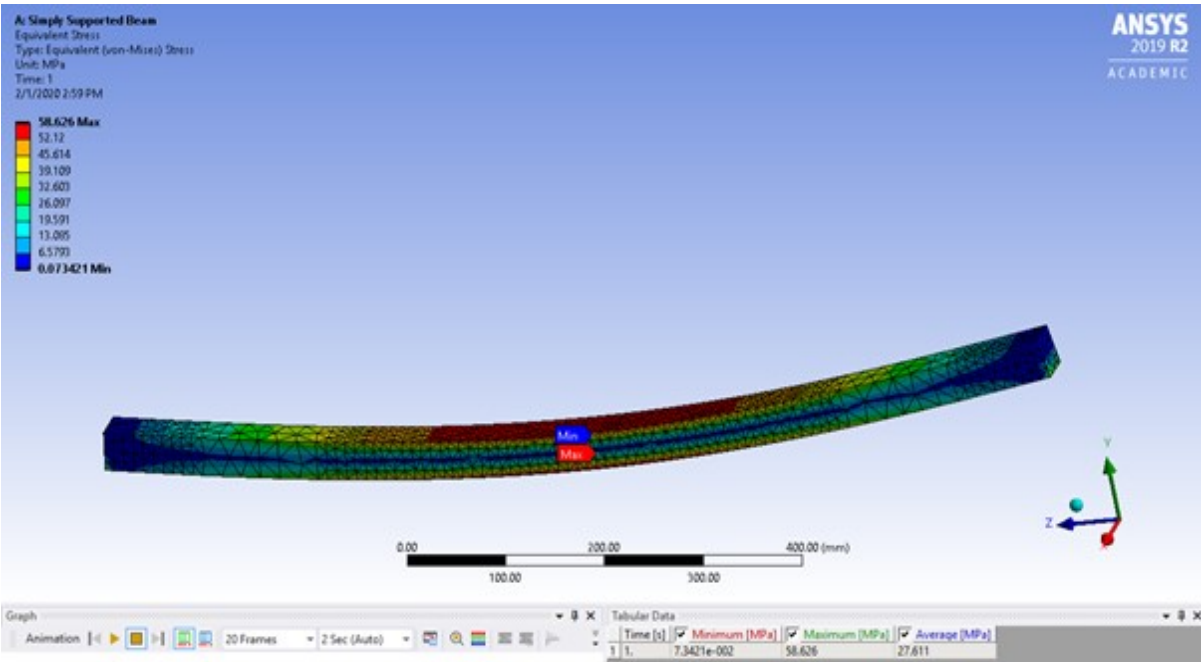 A: Simply Supported Beam
Equivalent Stress
Type: Equivalent (von-Mises) Stress
Unit: MPa
Time: 1
2/1/2020 2:59 PM
58.626 Max
52.12
45.614
39.109
32.603
26.097
19.591
13.085
6.5793
0.073421 Min
ANSYS
2019 R2
ACADEMIC
Min
Max
Y
Z
0.00 200.00 400.00 (mm)
100.00 300.00
Graph
Animation 20 Frames 2 Sec (Auto)
Tabular Data
Time [s] Minimum [MPa] Maximum [MPa] Average [MPa]
1 1. 7.3421e-002 58.626 27.611